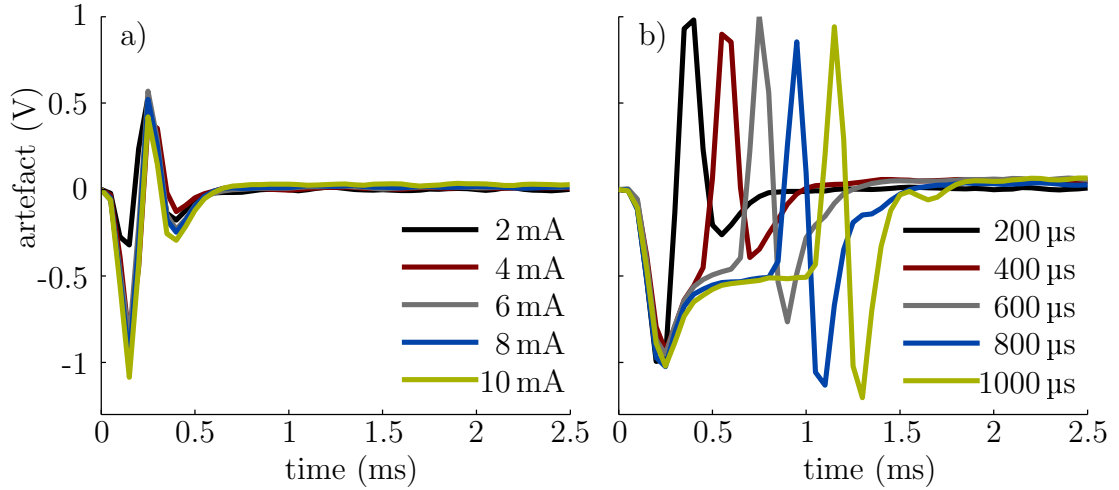 a)
artefact (V)
1
0.5
0
-0.5
-1
2 mA
4 mA
6 mA
8 mA
10 mA
0
0.5
1
1.5
2
2.5
time (ms)
b)
200 µs
400 µs
600 µs
800 µs
1000 µs
0
0.5
1
1.5
2
2.5
time (ms)